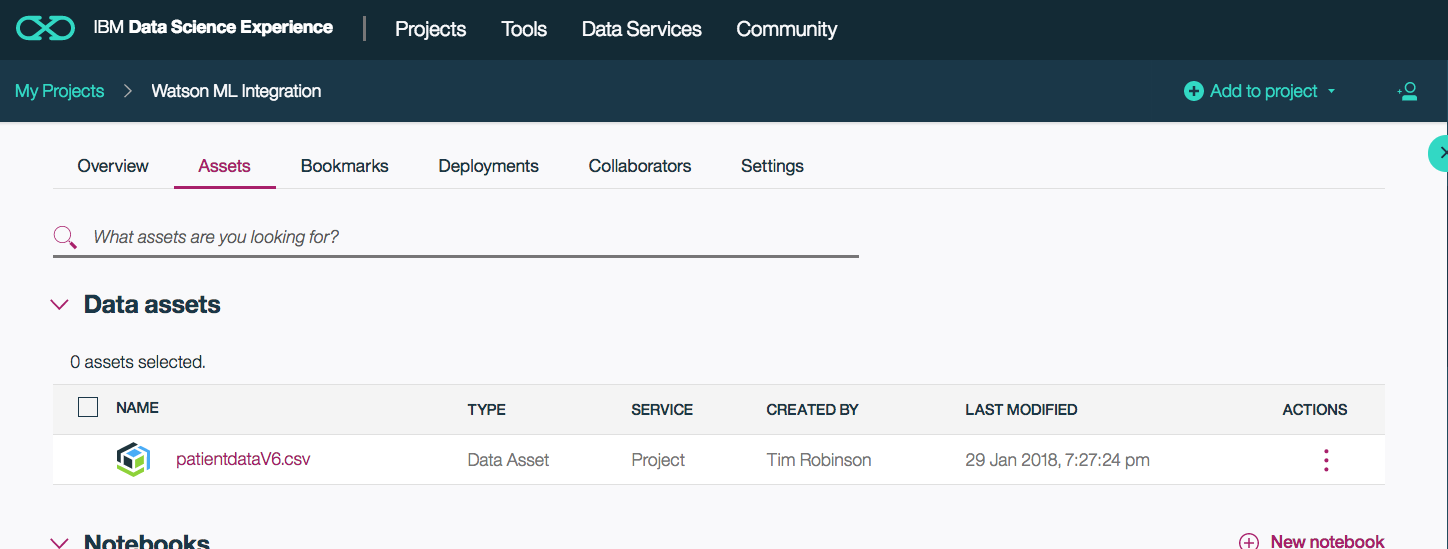 IBM Data Science Experience | Projects Tools Data Services Community
My Projects > Watson ML Integration Add to project
Overview Assets Bookmarks Deployments Collaborators Settings
What assets are you looking for?
Data assets
0 assets selected.
NAME TYPE SERVICE CREATED BY LAST MODIFIED ACTIONS
patientdataV6.csv Data Asset Project Tim Robinson 29 Jan 2018, 7:27:24 pm
Notebooks New notebook